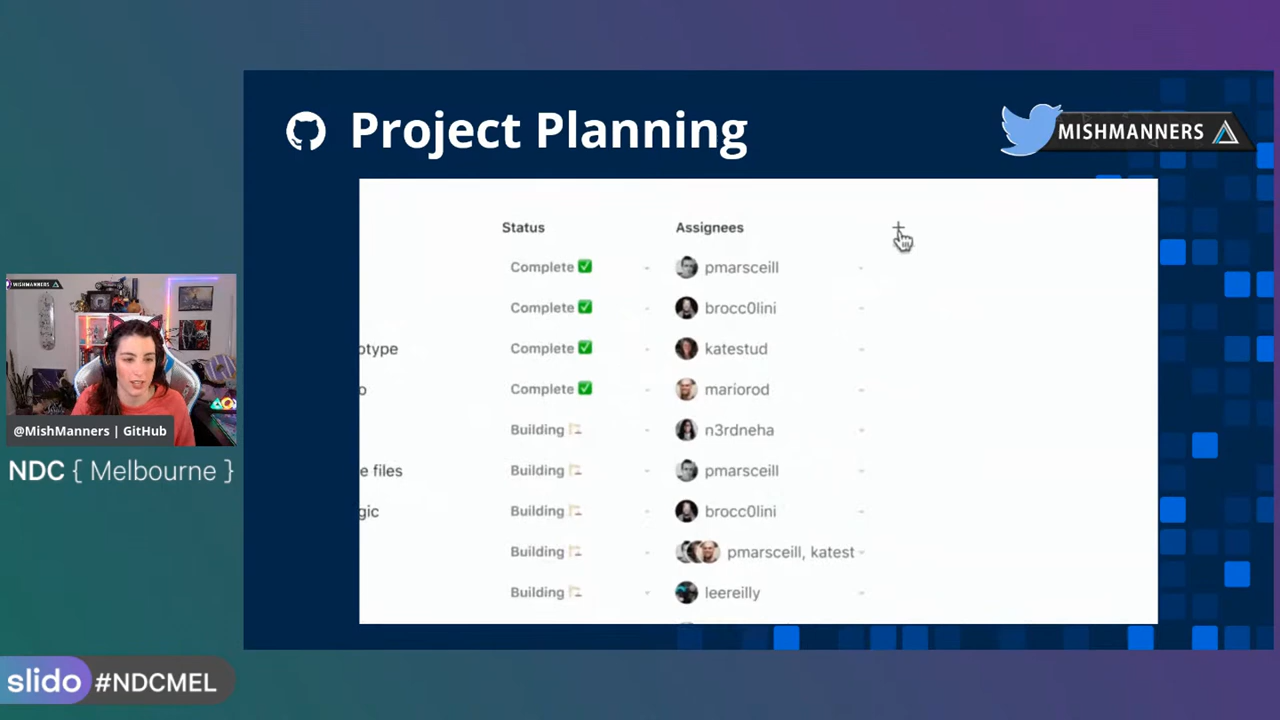 Project Planning
MISHMANNERS
Status
Assignees
Complete ✅
pmarsceill
Complete ✅
brocc0lini
otype
Complete ✅
katestud
o
Complete ✅
mariorod
Building
n3rdneha
e files
Building
pmarsceill
gic
Building
brocc0lini
Building
pmarsceill, katest
Building
leereilly
MISHMANNERS
@MishManners | GitHub
NDC { Melbourne }
slido #NDCMEL